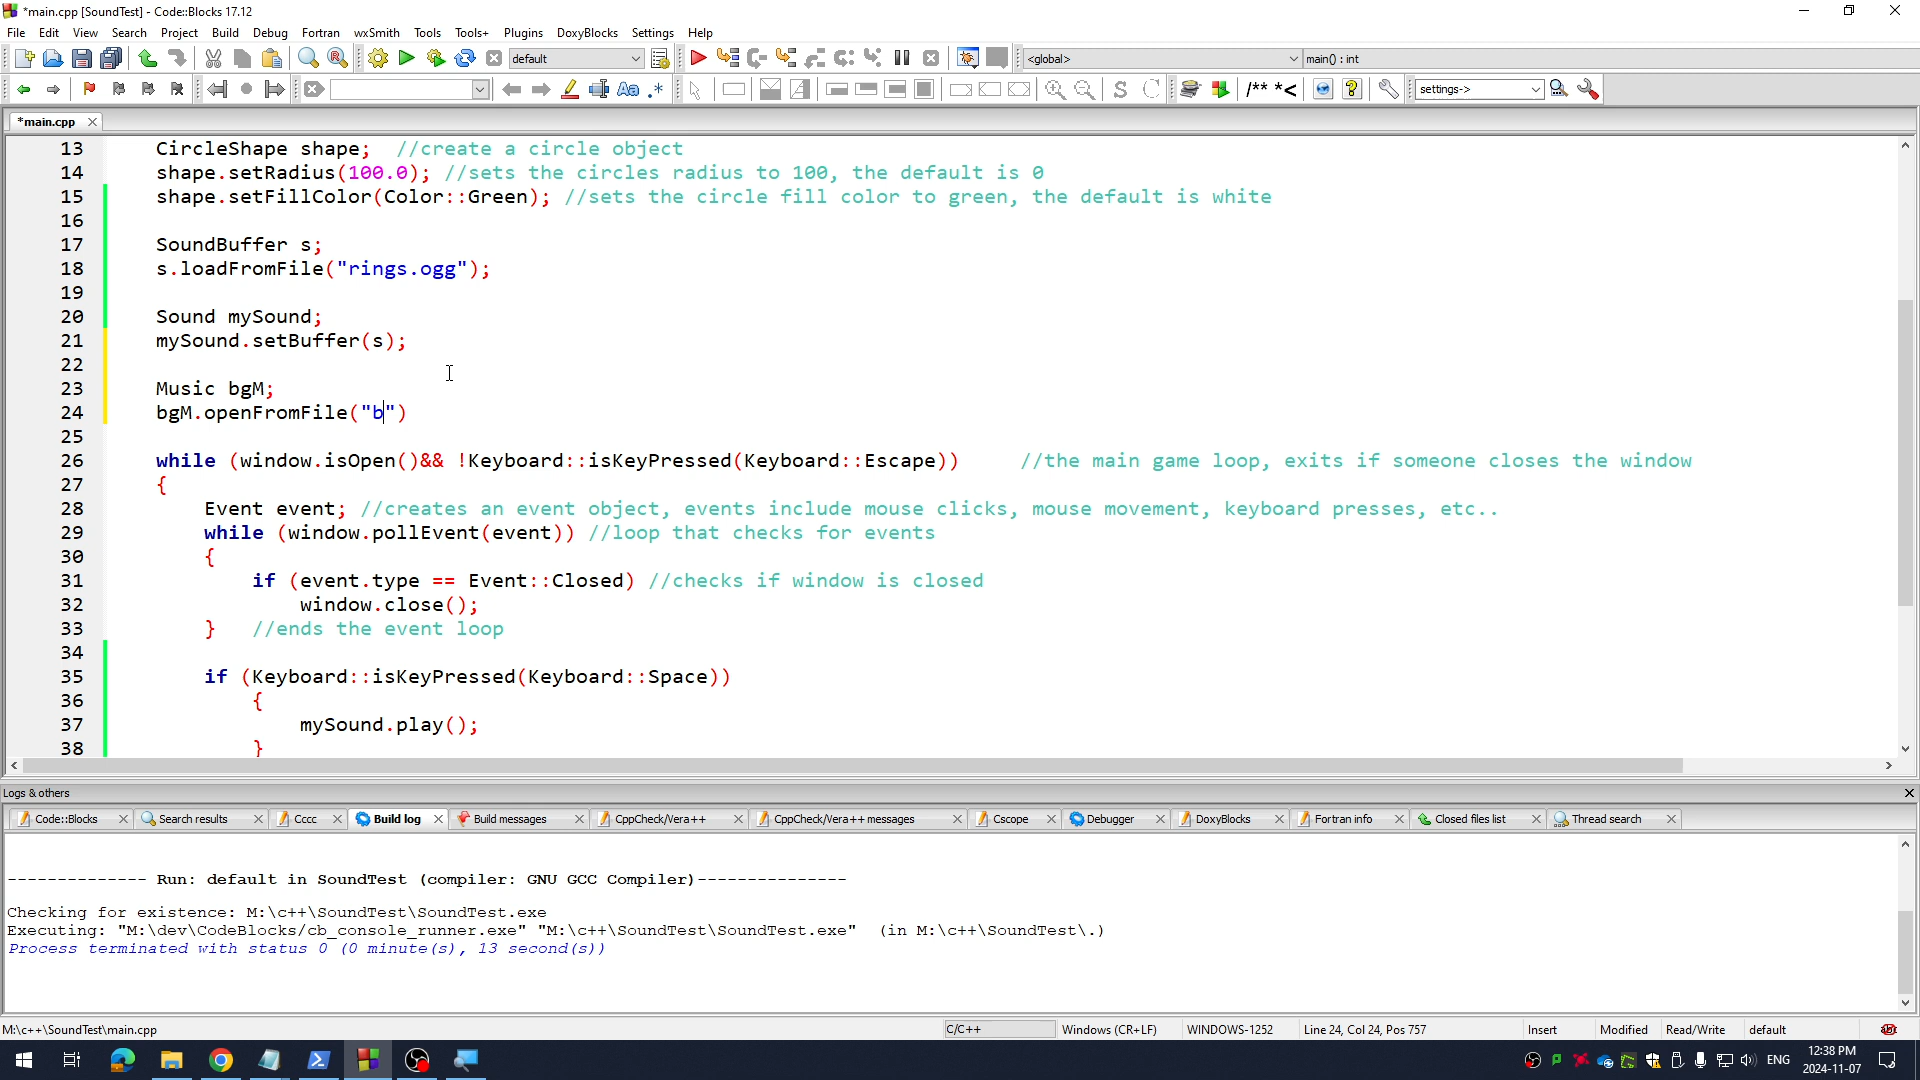 *main.cpp [SoundTest] - Code::Blocks 17.12
File Edit View Search Project Build Debug Fortran wxSmith Tools Tools+ Plugins DoxyBlocks Settings Help
default
<global>
main() : int
Aa .*
S
/** *<
settings->
*main.cpp
13 CircleShape shape; //create a circle object
14 shape.setRadius(100.0); //sets the circles radius to 100, the default is 0
15 shape.setFillColor(Color::Green); //sets the circle fill color to green, the default is white
16
17 SoundBuffer s;
18 s.loadFromFile("rings.ogg");
19
20 Sound mySound;
21 mySound.setBuffer(s);
22
23 Music bgM;
24 bgM.openFromFile("b")
25
26 while (window.isOpen()&& !Keyboard::isKeyPressed(Keyboard::Escape)) //the main game loop, exits if someone closes the window
27 {
28 Event event; //creates an event object, events include mouse clicks, mouse movement, keyboard presses, etc..
29 while (window.pollEvent(event)) //loop that checks for events
30 {
31 if (event.type == Event::Closed) //checks if window is closed
32 window.close();
33 } //ends the event loop
34
35 if (Keyboard::isKeyPressed(Keyboard::Space))
36 {
37 mySound.play();
38 }
Logs & others
Code::Blocks Search results Cccc Build log Build messages CppCheck/Vera++ CppCheck/Vera++ messages Cscope Debugger DoxyBlocks Fortran info Closed files list Thread search
-------------- Run: default in SoundTest (compiler: GNU GCC Compiler)---------------
Checking for existence: M:\c++\SoundTest\SoundTest.exe
Executing: "M:\dev\CodeBlocks/cb_console_runner.exe" "M:\c++\SoundTest\SoundTest.exe" (in M:\c++\SoundTest\.)
Process terminated with status 0 (0 minute(s), 13 second(s))
M:\c++\SoundTest\main.cpp C/C++ Windows (CR+LF) WINDOWS-1252 Line 24, Col 24, Pos 757 Insert Modified Read/Write default
ENG
12:38 PM
2024-11-07